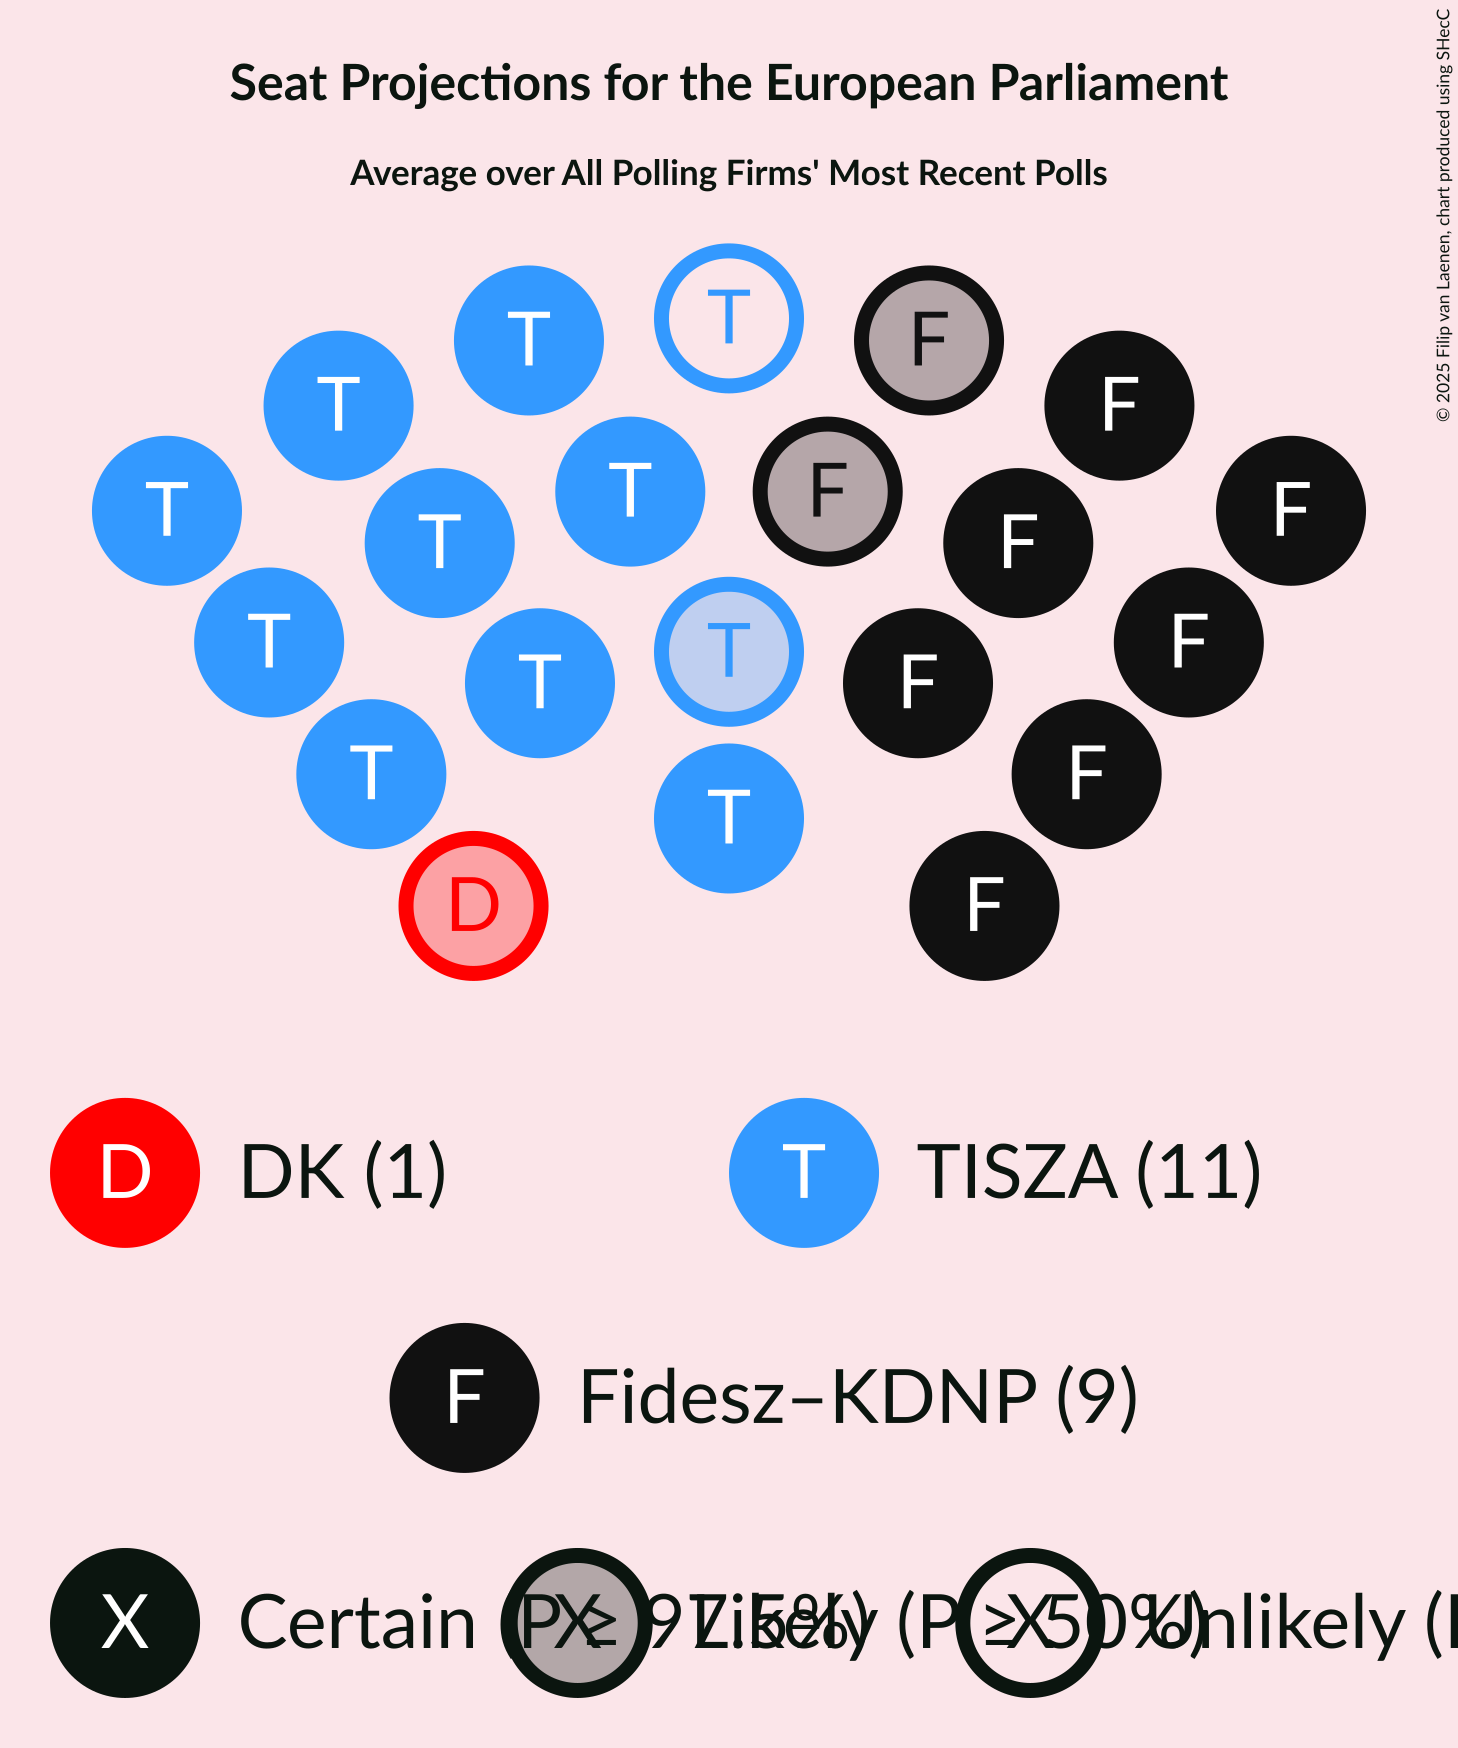 Seat Projections for the European Parliament
Average over All Polling Firms' Most Recent Polls
© 2025 Filip van Laenen, chart produced using SHecC
T
T F
T F
T F
T F
T F
T F
T
T F
T F
T
D F
D DK (1) T TISZA (11)
F Fidesz–KDNP (9)
X Certain (P ≥ 97.5%) X Likely (P ≥ 50%) X Unlikely (